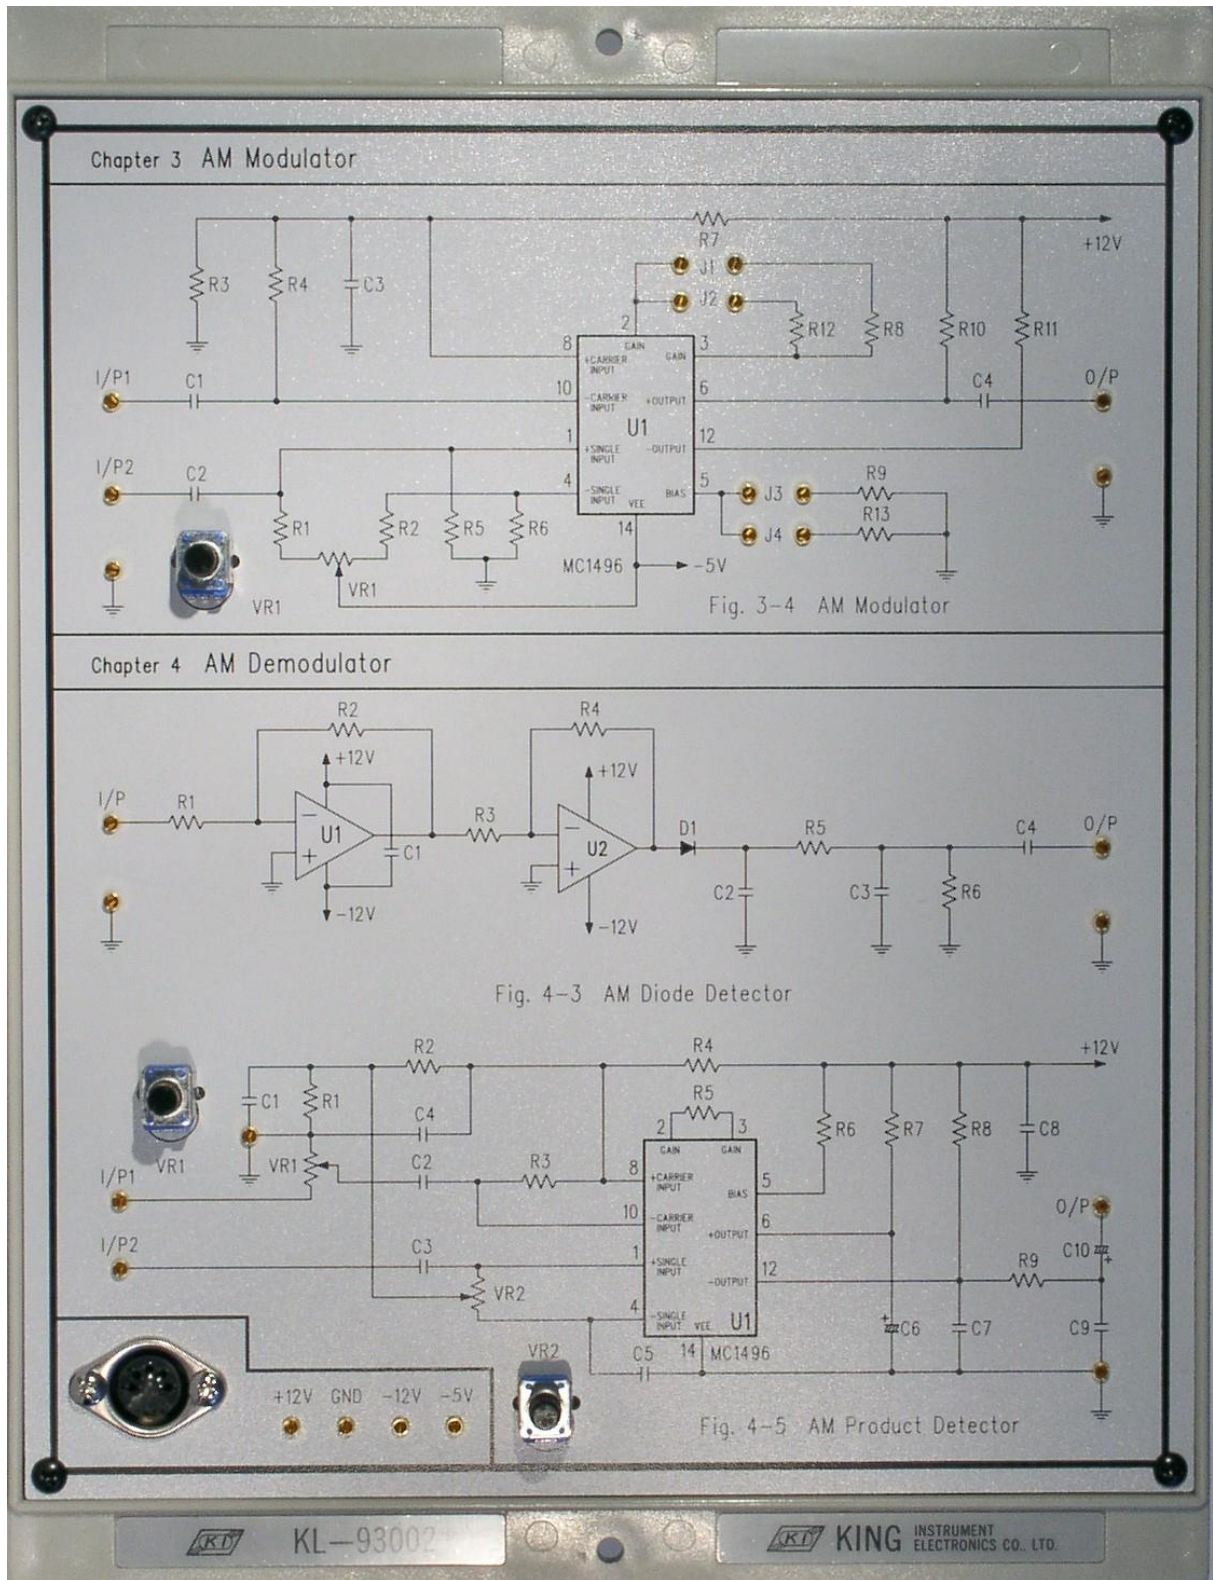 Chapter 3 AM Modulator
R7
+12V
J1
R3
R4
C3
J2
R12
R8
R10
R11
2
GAIN
8
+CARRIER INPUT
GAIN
3
I/P1
C1
10
-CARRIER INPUT
+OUTPUT
6
C4
O/P
U1
1
+SINGLE INPUT
-OUTPUT
12
I/P2
C2
4
-SINGLE INPUT
BIAS
5
J3
R9
VEE
R1
R2
R5
R6
14
J4
R13
MC1496
-5V
VR1
VR1
Fig. 3-4 AM Modulator
Chapter 4 AM Demodulator
R2
R4
+12V
+12V
I/P
R1
U1
C1
R3
U2
D1
R5
C4
O/P
C2
C3
R6
-12V
-12V
Fig. 4-3 AM Diode Detector
R2
R4
+12V
C1
R1
C4
R5
R6
R7
R8
C8
2
3
GAIN
GAIN
VR1
VR1
C2
R3
8
+CARRIER INPUT
BIAS
5
I/P1
10
-CARRIER INPUT
+OUTPUT
6
O/P
C10
+
I/P2
C3
1
+SINGLE INPUT
-OUTPUT
12
R9
VR2
4
-SINGLE INPUT
VEE
U1
+
C6
C7
C9
VR2
C5
14
MC1496
+12V
GND
-12V
-5V
Fig. 4-5 AM Product Detector
KI
KL-93002
KI
KING INSTRUMENT
ELECTRONICS CO., LTD.